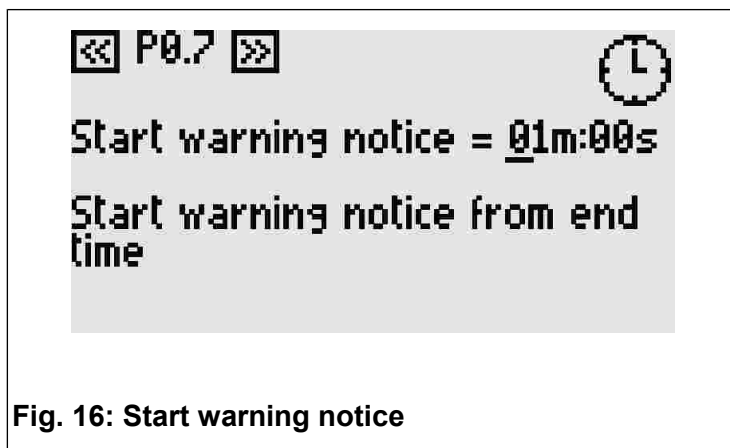 « P0.7 »
Start warning notice = 01m:00s
Start warning notice from end
time
Fig. 16: Start warning notice